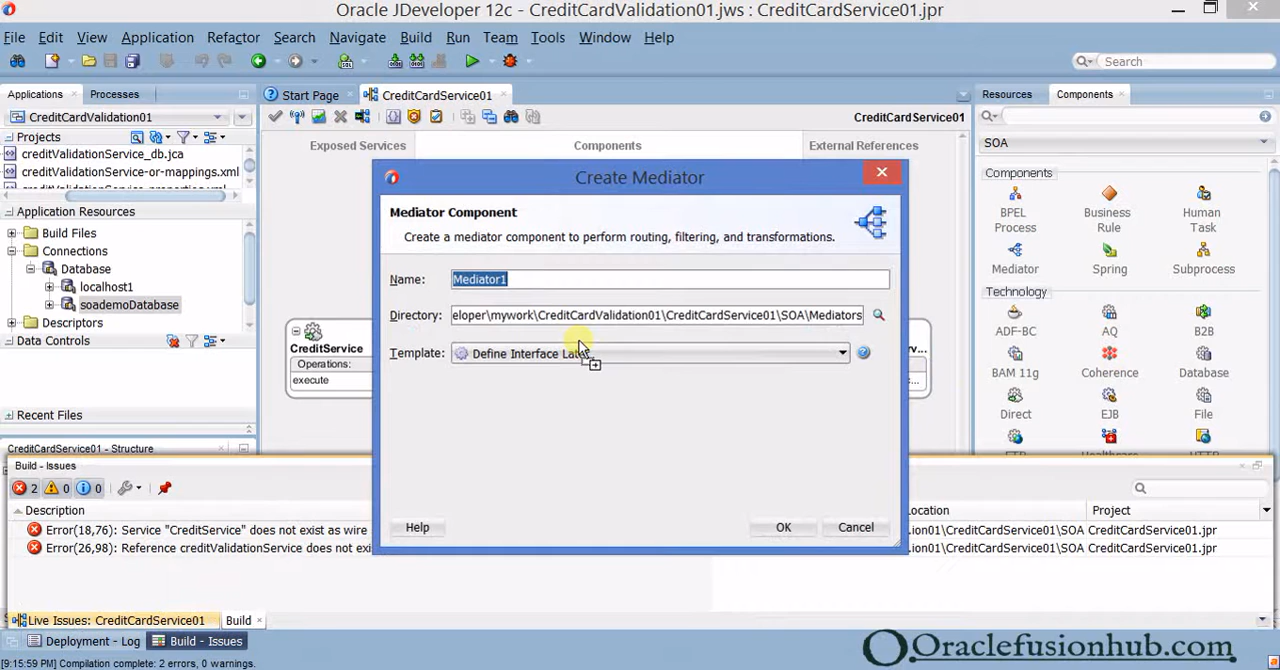 Oracle JDeveloper 12c - CreditCardValidation01.jws : CreditCardService01.jpr
File Edit View Application Refactor Search Navigate Build Run Team Tools Window Help
Search
Applications Processes
Start Page CreditCardService01
Resources Components
CreditCardValidation01
CreditCardService01
Projects
SOA
creditValidationService_db.jca
Exposed Services Components External References
creditValidationService-or-mappings.xml
Components
Application Resources
Build Files
Connections
Database
localhost1
soademoDatabase
Descriptors
Data Controls
Recent Files
CreditService
Operations:
execute
Create Mediator
Mediator Component
Create a mediator component to perform routing, filtering, and transformations.
Name: Mediator1
Directory: eloper\mywork\CreditCardValidation01\CreditCardService01\SOA\Mediators
Template: Define Interface
Help OK Cancel
BPEL Process
Business Rule
Human Task
Mediator
Spring
Subprocess
Technology
ADF-BC
AQ
B2B
BAM 11g
Coherence
Database
Direct
EJB
File
CreditCardService01 - Structure
Build - Issues
2 0 0
Description ocation Project
Error(18,76): Service "CreditService" does not exist as wire ion01\CreditCardService01\SOA CreditCardService01.jpr
Error(26,98): Reference creditValidationService does not exi ion01\CreditCardService01\SOA CreditCardService01.jpr
Live Issues: CreditCardService01 Build
Deployment - Log Build - Issues
[9:15:59 PM] Compilation complete: 2 errors, 0 warnings.
Oraclefusionhub.com